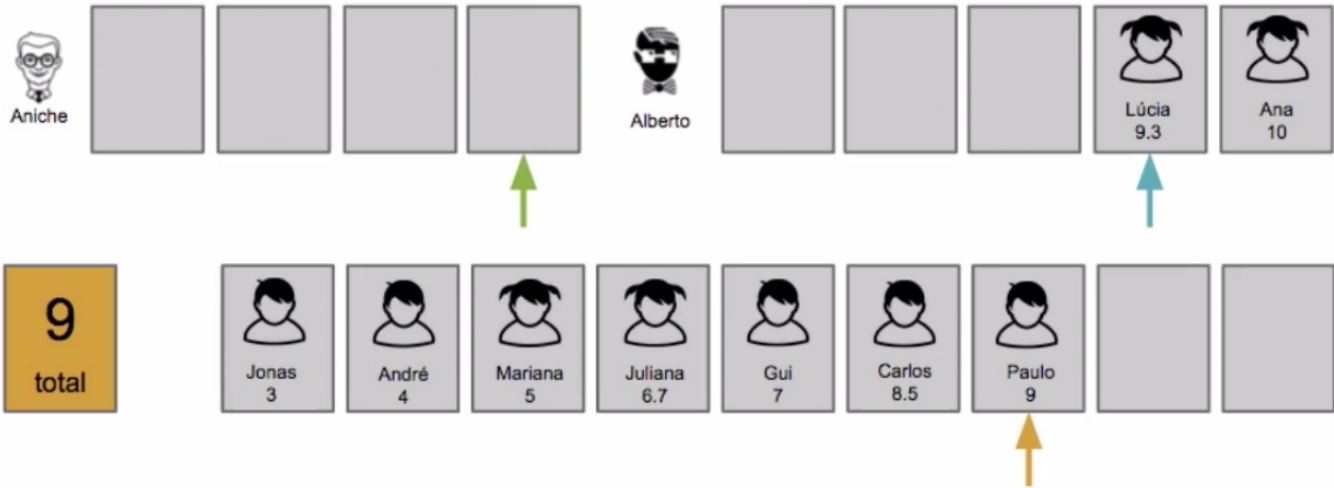 Aniche
Alberto
Lúcia
9.3
Ana
10
9
total
Jonas
3
André
4
Mariana
5
Juliana
6.7
Gui
7
Carlos
8.5
Paulo
9